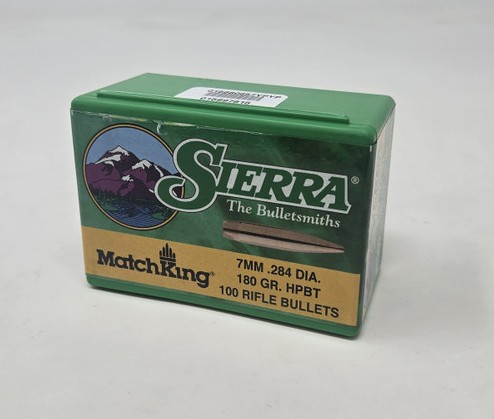 SIERRA®
The Bulletsmiths
MatchKing®
7MM .284 DIA.
180 GR. HPBT
100 RIFLE BULLETS